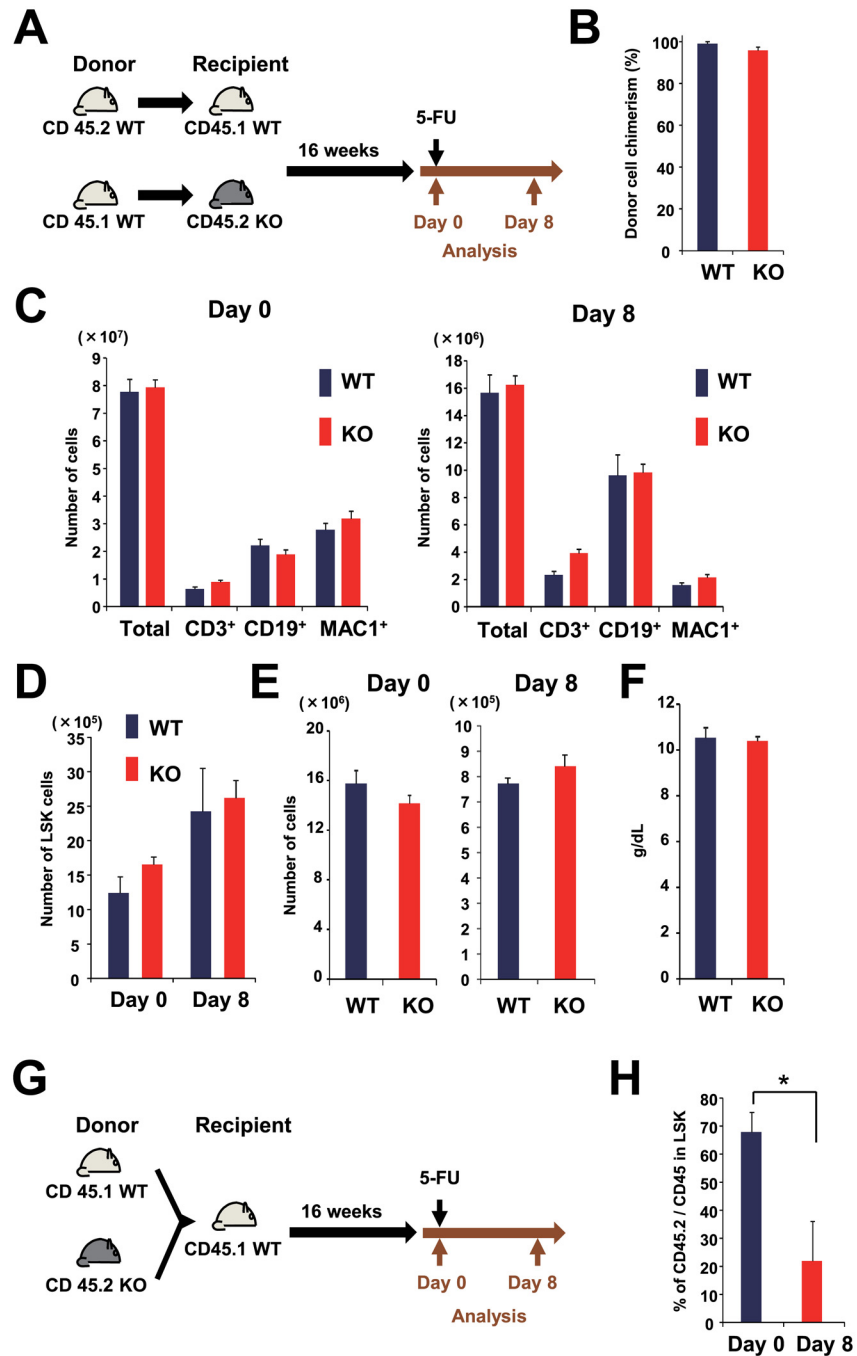 A
Donor Recipient
CD 45.2 WT CD45.1 WT
CD 45.1 WT CD45.2 KO
16 weeks
5-FU
Day 0 Day 8
Analysis
B
Donor cell chimerism (%)
100
80
60
40
20
0
WT KO
C
Day 0
(×10⁷)
Number of cells
9
8
7
6
5
4
3
2
1
0
WT
KO
Total CD3⁺ CD19⁺ MAC1⁺
Day 8
(×10⁶)
Number of cells
18
16
14
12
10
8
6
4
2
0
WT
KO
Total CD3⁺ CD19⁺ MAC1⁺
D
(×10⁵)
Number of LSK cells
35
30
25
20
15
10
5
0
WT
KO
Day 0 Day 8
E
Day 0
(×10⁶)
Number of cells
20
16
12
8
4
0
WT KO
Day 8
(×10⁵)
10
9
8
7
6
5
4
3
2
1
0
WT KO
F
g/dL
12
10
8
6
4
2
0
WT KO
G
Donor Recipient
CD 45.1 WT
CD 45.2 KO
CD45.1 WT
16 weeks
5-FU
Day 0 Day 8
Analysis
H
% of CD45.2 / CD45 in LSK
80
70
60
50
40
30
20
10
0
*
Day 0 Day 8